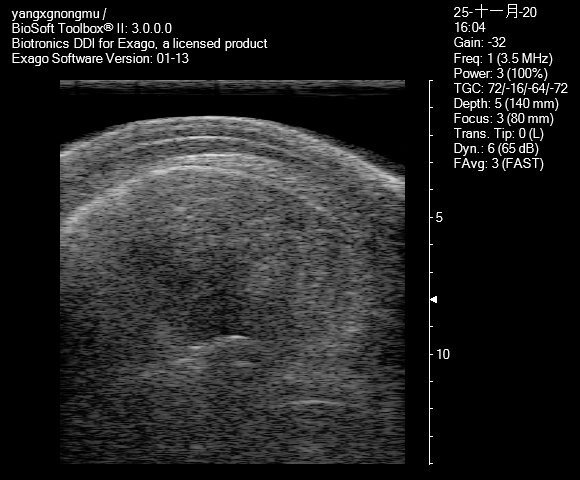 yangxgnongmu /
BioSoft Toolbox® II: 3.0.0.0
Biotronics DDI for Exago, a licensed product
Exago Software Version: 01-13
25-十一月-20
16:04
Gain: -32
Freq: 1 (3.5 MHz)
Power: 3 (100%)
TGC: 72/-16/-64/-72
Depth: 5 (140 mm)
Focus: 3 (80 mm)
Trans. Tip: 0 (L)
Dyn.: 6 (65 dB)
FAvg: 3 (FAST)
5
10